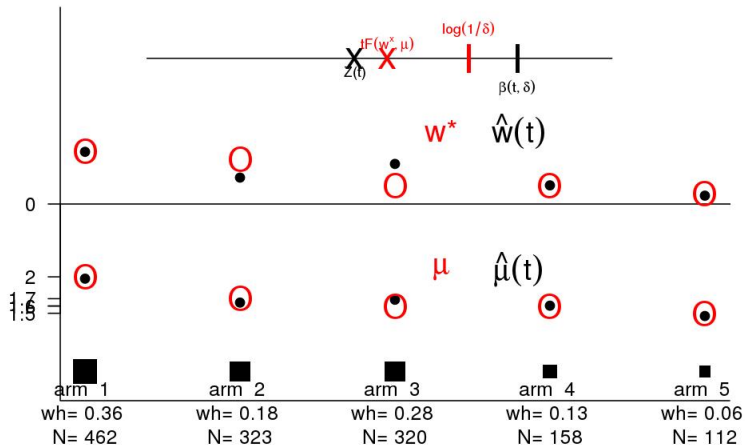 log(1/δ)
tF(w^x, μ)
Z(t)
β(t, δ)
w* ŵ(t)
0
μ μ̂(t)
2
1.7
1.6
1.5
arm 1 arm 2 arm 3 arm 4 arm 5
wh= 0.36 wh= 0.18 wh= 0.28 wh= 0.13 wh= 0.06
N= 462 N= 323 N= 320 N= 158 N= 112